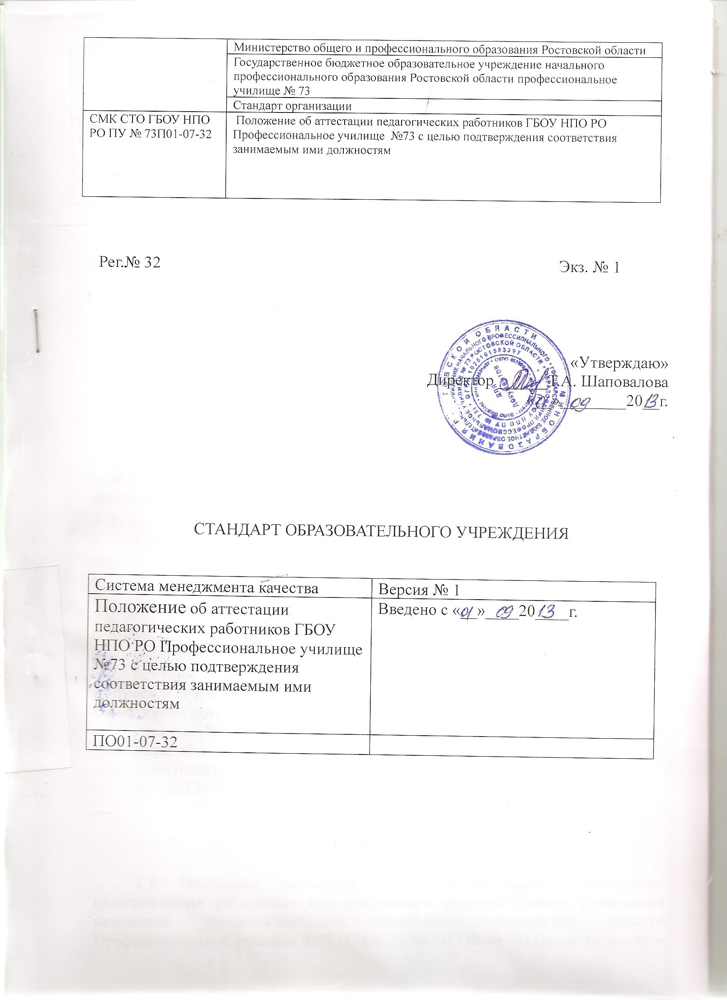 Министерство общего и профессионального образования Ростовской области
Государственное бюджетное образовательное учреждение начального
профессионального образования Ростовской области профессиональное
училище № 73
Стандарт организации
СМК СТО ГБОУ НПО
РО ПУ № 73П01-07-32
Положение об аттестации педагогических работников ГБОУ НПО РО
Профессиональное училище №73 с целью подтверждения соответствия
занимаемым ими должностям
Рег.№ 32
Экз. № 1
«Утверждаю»
Директор Т.А. Шаповалова
«01» 09 2013г.
СТАНДАРТ ОБРАЗОВАТЕЛЬНОГО УЧРЕЖДЕНИЯ
Система менеджмента качества
Версия № 1
Положение об аттестации
педагогических работников ГБОУ
НПО РО Профессиональное училище
№73 с целью подтверждения
соответствия занимаемым ими
должностям
Введено с «01» 09 2013 г.
ПО01-07-32